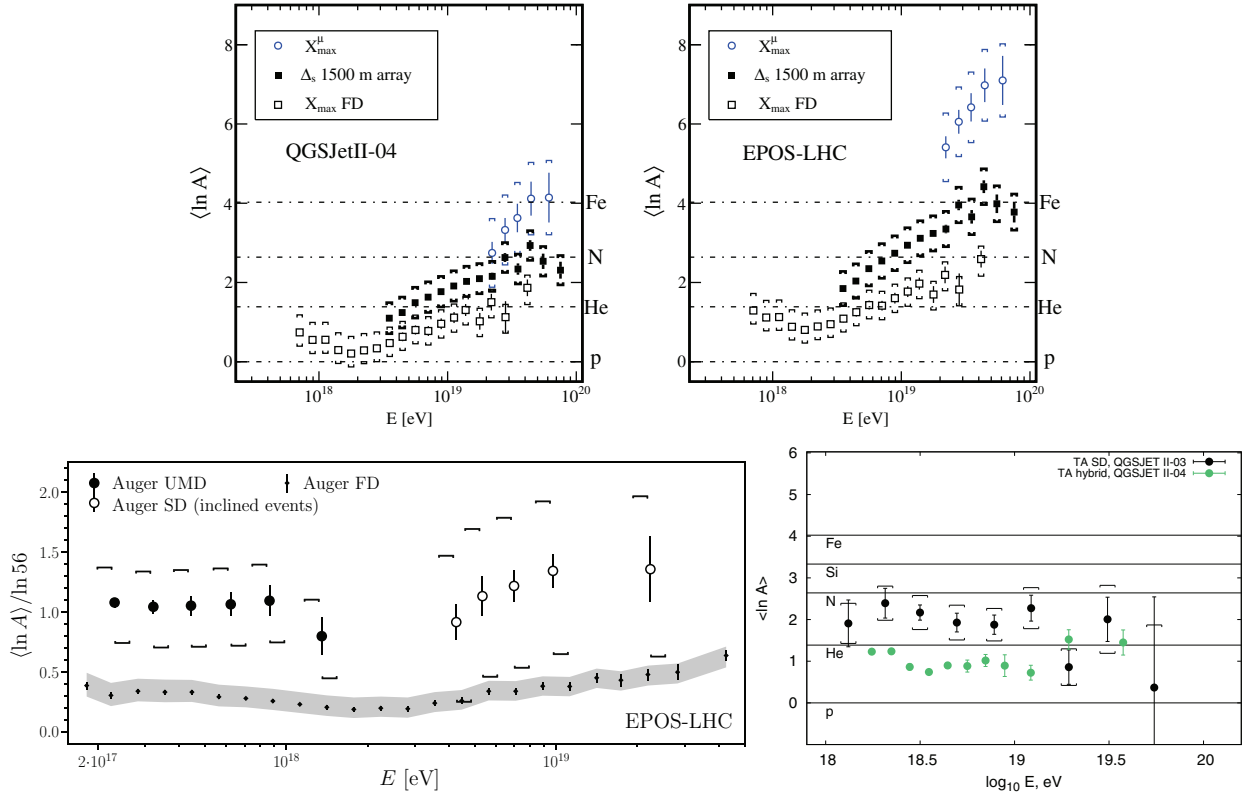 8
6
4
2
0
⟨ln A⟩
X^μ_max
Δ_s 1500 m array
X_max FD
QGSJetII-04
Fe
N
He
p
10^18
10^19
10^20
E [eV]
8
6
4
2
0
⟨ln A⟩
X^μ_max
Δ_s 1500 m array
X_max FD
EPOS-LHC
Fe
N
He
p
10^18
10^19
10^20
E [eV]
2.0
1.5
1.0
0.5
0.0
⟨ln A⟩/ln 56
Auger UMD
Auger FD
Auger SD (inclined events)
EPOS-LHC
2·10^17
10^18
10^19
E [eV]
6
5
4
3
2
1
0
<ln A>
TA SD, QGSJET II-03
TA hybrid, QGSJET II-04
Fe
Si
N
He
p
18
18.5
19
19.5
20
log_10 E, eV